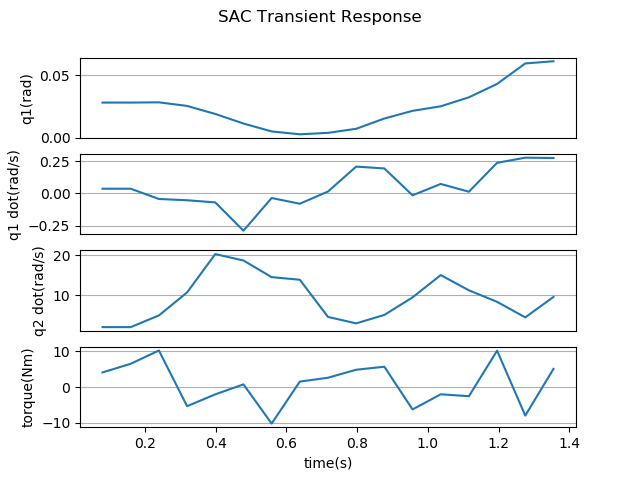 SAC Transient Response
q1(rad)
0.05
0.00
q1 dot(rad/s)
0.25
0.00
−0.25
q2 dot(rad/s)
20
10
torque(Nm)
10
0
−10
0.2 0.4 0.6 0.8 1.0 1.2 1.4
time(s)